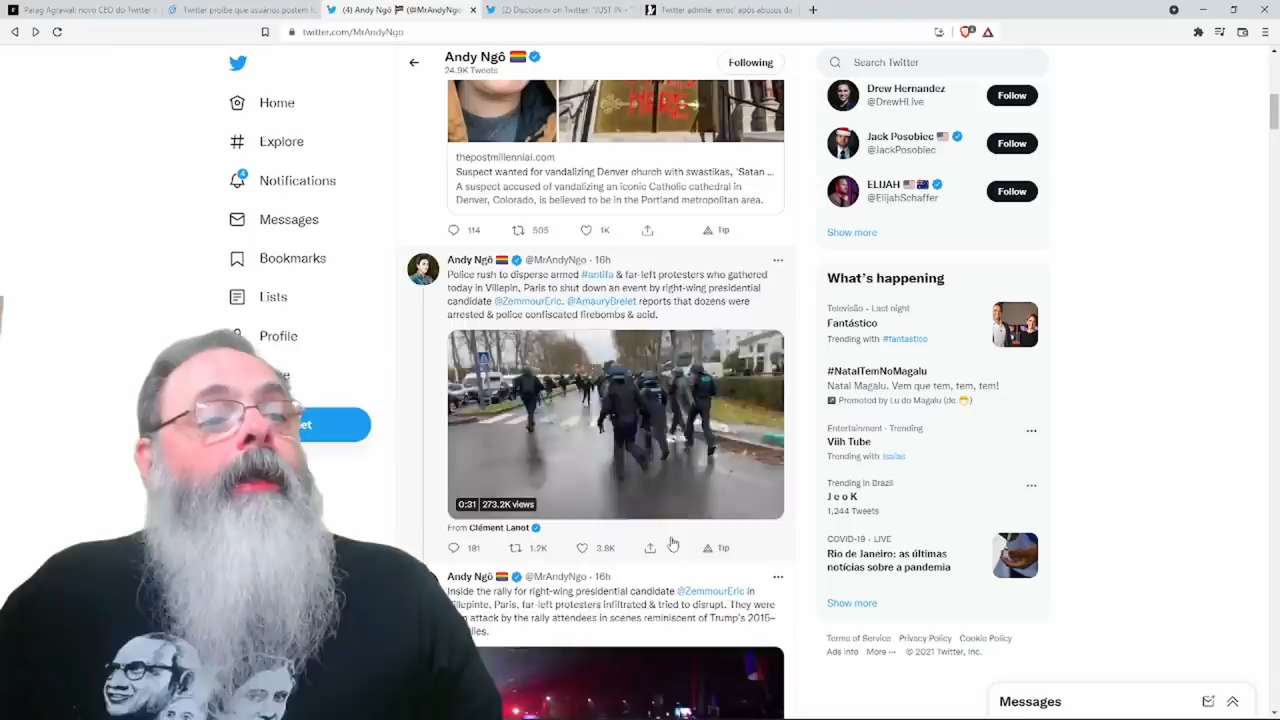 Parag Agrawal: novo CEO do Twitter
Twitter proíbe que usuários postem
(4) Andy Ngô (@MrAndyNgo)
(2) Disclose.tv on Twitter: "JUST IN -
Twitter admite 'erros' após abusos
twitter.com/MrAndyNgo
Andy Ngô
24.9K Tweets
Following
Home
Explore
4
Notifications
Messages
Bookmarks
Lists
Profile
et
HERE
thepostmillennial.com
Suspect wanted for vandalizing Denver church with swastikas, 'Satan ...
A suspect accused of vandalizing an iconic Catholic cathedral in
Denver, Colorado, is believed to be in the Portland metropolitan area.
114
505
1K
Tip
Andy Ngô @MrAndyNgo · 16h
Police rush to disperse armed #antifa & far-left protesters who gathered
today in Villepin, Paris to shut down an event by right-wing presidential
candidate @ZemmourEric. @AmauryBrelet reports that dozens were
arrested & police confiscated firebombs & acid.
0:31 273.2K views
From Clément Lanot
181
1.2K
3.8K
Tip
Andy Ngô @MrAndyNgo · 16h
Inside the rally for right-wing presidential candidate @ZemmourEric in
illepinte, Paris, far-left protesters infiltrated & tried to disrupt. They were
attack by the rally attendees in scenes reminiscent of Trump's 2015–
Search Twitter
Drew Hernandez
@DrewHLive
Follow
Jack Posobiec
@JackPosobiec
Follow
ELIJAH
@ElijahSchaffer
Follow
Show more
What's happening
Televisão · Last night
Fantástico
Trending with #fantastico
#NatalTemNoMagalu
Natal Magalu. Vem que tem, tem, tem!
Promoted by Lu do Magalu (de 😷)
Entertainment · Trending
Viih Tube
Trending with Isaías
Trending in Brazil
J e o K
1,244 Tweets
COVID-19 · LIVE
Rio de Janeiro: as últimas
notícias sobre a pandemia
Show more
Terms of Service Privacy Policy Cookie Policy
Ads info More ··· © 2021 Twitter, Inc.
Messages